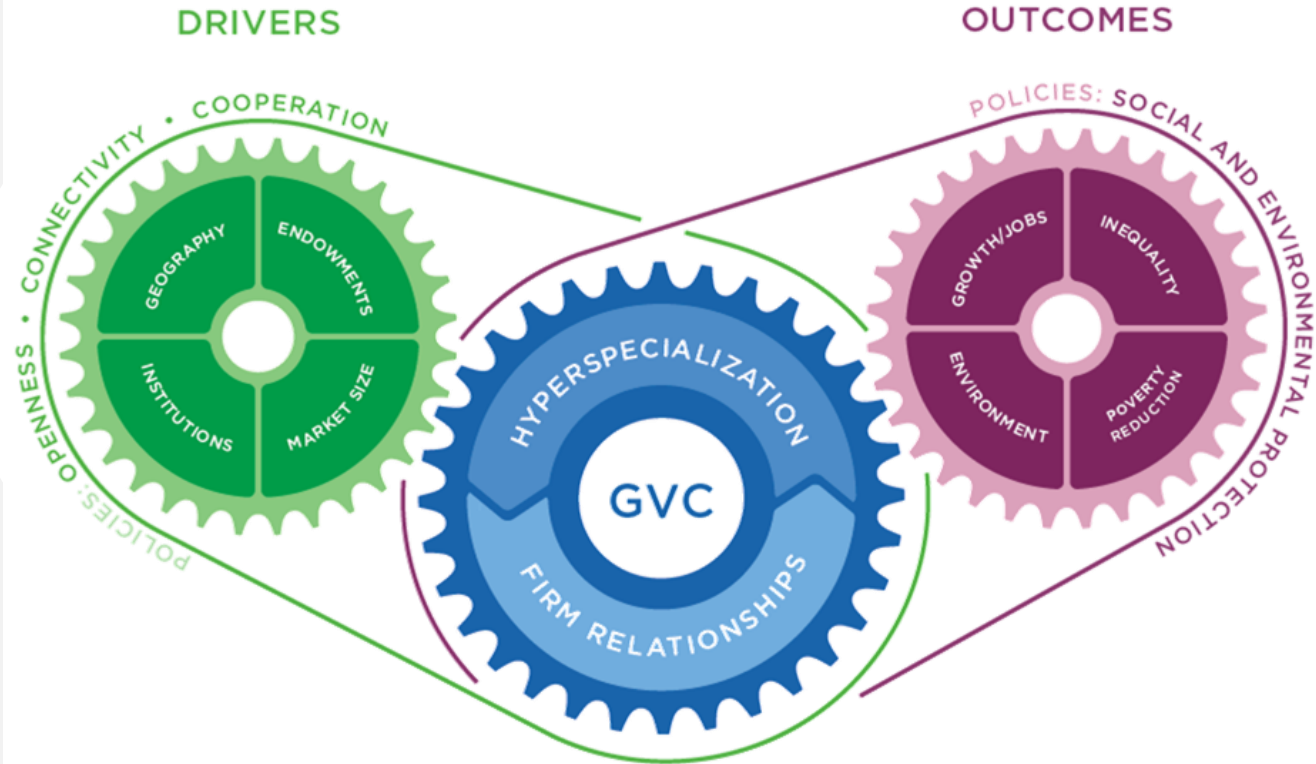 DRIVERS
OUTCOMES
POLICIES: OPENNESS • CONNECTIVITY • COOPERATION
GEOGRAPHY
ENDOWMENTS
INSTITUTIONS
MARKET SIZE
HYPERSPECIALIZATION
GVC
FIRM RELATIONSHIPS
POLICIES: SOCIAL AND ENVIRONMENTAL PROTECTION
GROWTH/JOBS
INEQUALITY
ENVIRONMENT
POVERTY
REDUCTION